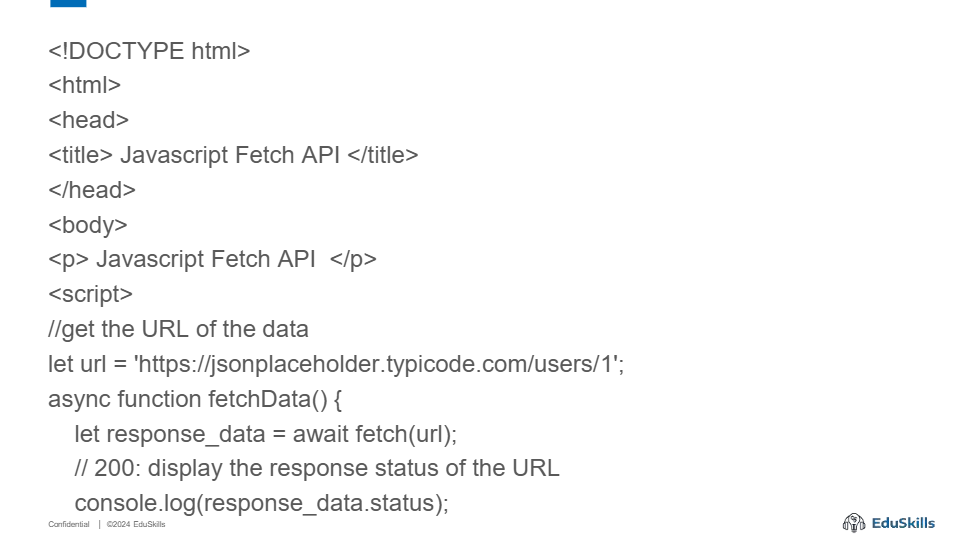 <!DOCTYPE html>
<html>
<head>
<title> Javascript Fetch API </title>
</head>
<body>
<p> Javascript Fetch API  </p>
<script>
//get the URL of the data
let url = 'https://jsonplaceholder.typicode.com/users/1';
async function fetchData() {
    let response_data = await fetch(url);
    // 200: display the response status of the URL
    console.log(response_data.status);
Confidential | ©2024 EduSkills
EduSkills